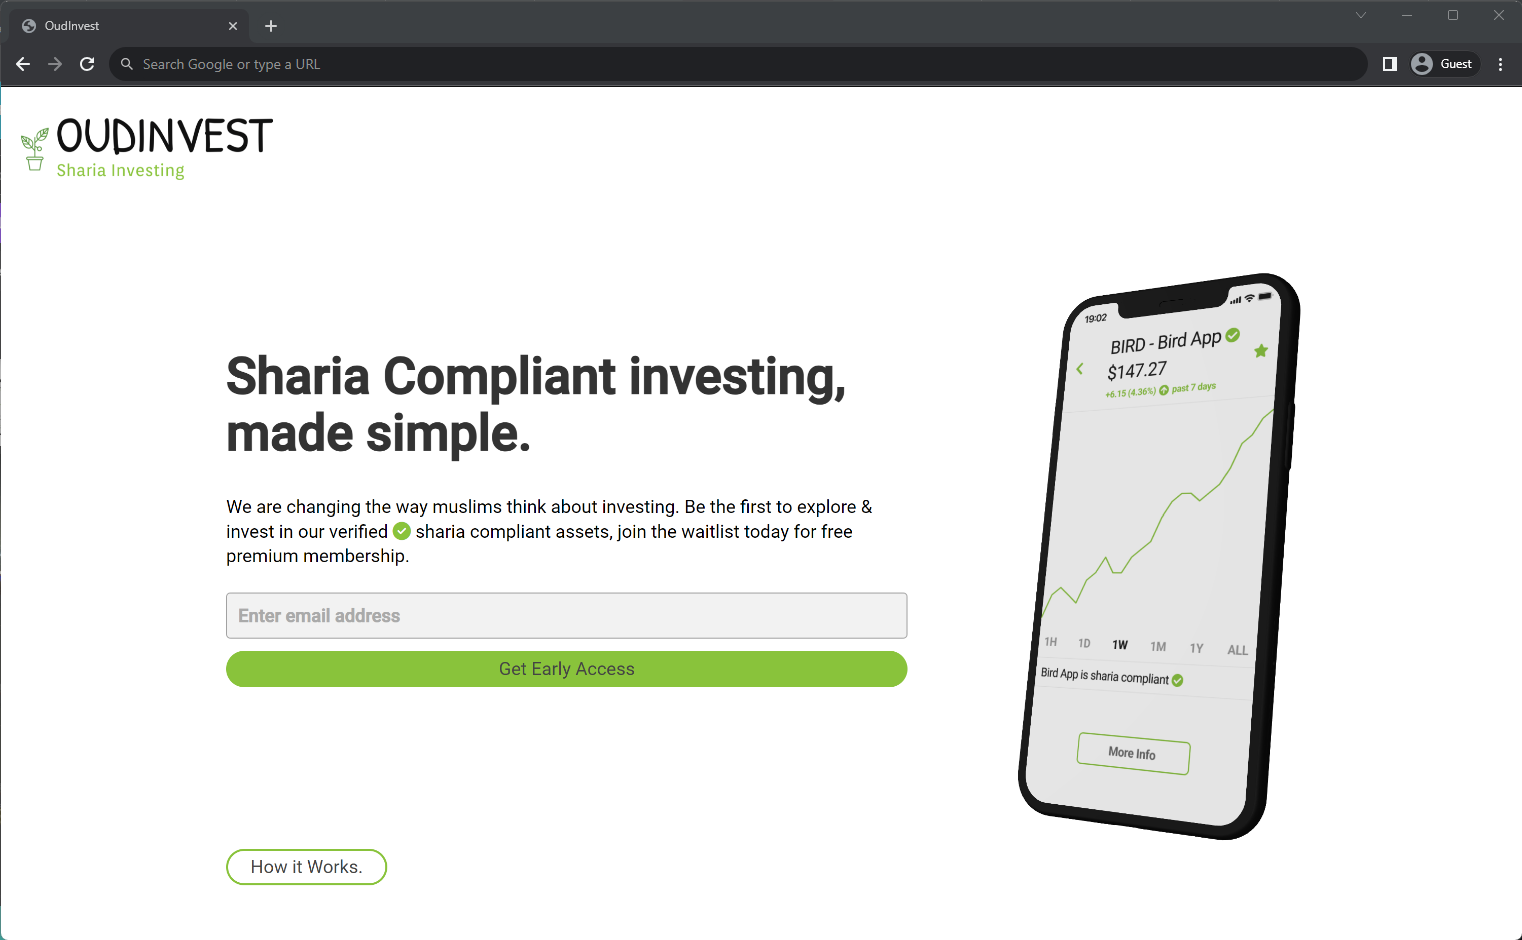 OudInvest
Search Google or type a URL
Guest
OUDINVEST
Sharia Investing
Sharia Compliant investing,
made simple.
We are changing the way muslims think about investing. Be the first to explore &
invest in our verified sharia compliant assets, join the waitlist today for free
premium membership.
Enter email address
Get Early Access
How it Works.
19:02
BIRD - Bird App
$147.27
+6.15 (4.36%) past 7 days
1H 1D 1W 1M 1Y ALL
Bird App is sharia compliant
More Info